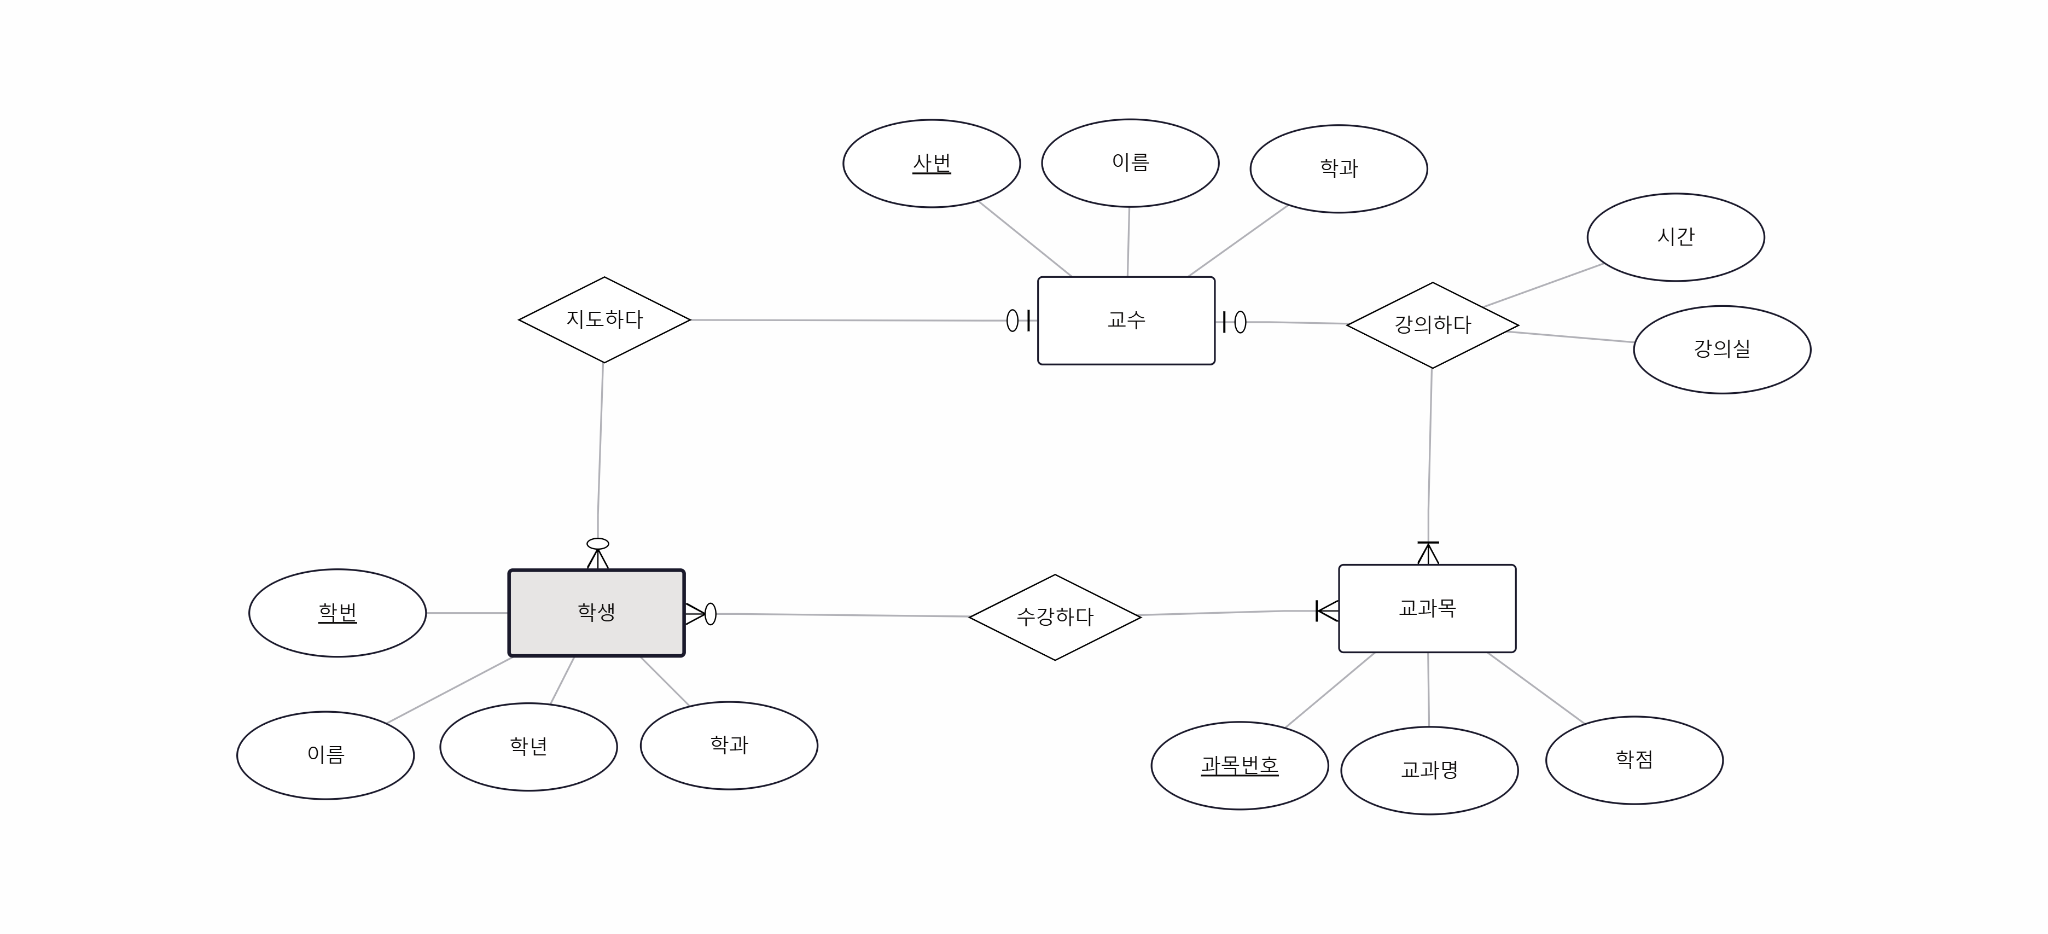 사번
이름
학과
시간
지도하다
교수
강의하다
강의실
학번
학생
수강하다
교과목
이름
학년
학과
과목번호
교과명
학점